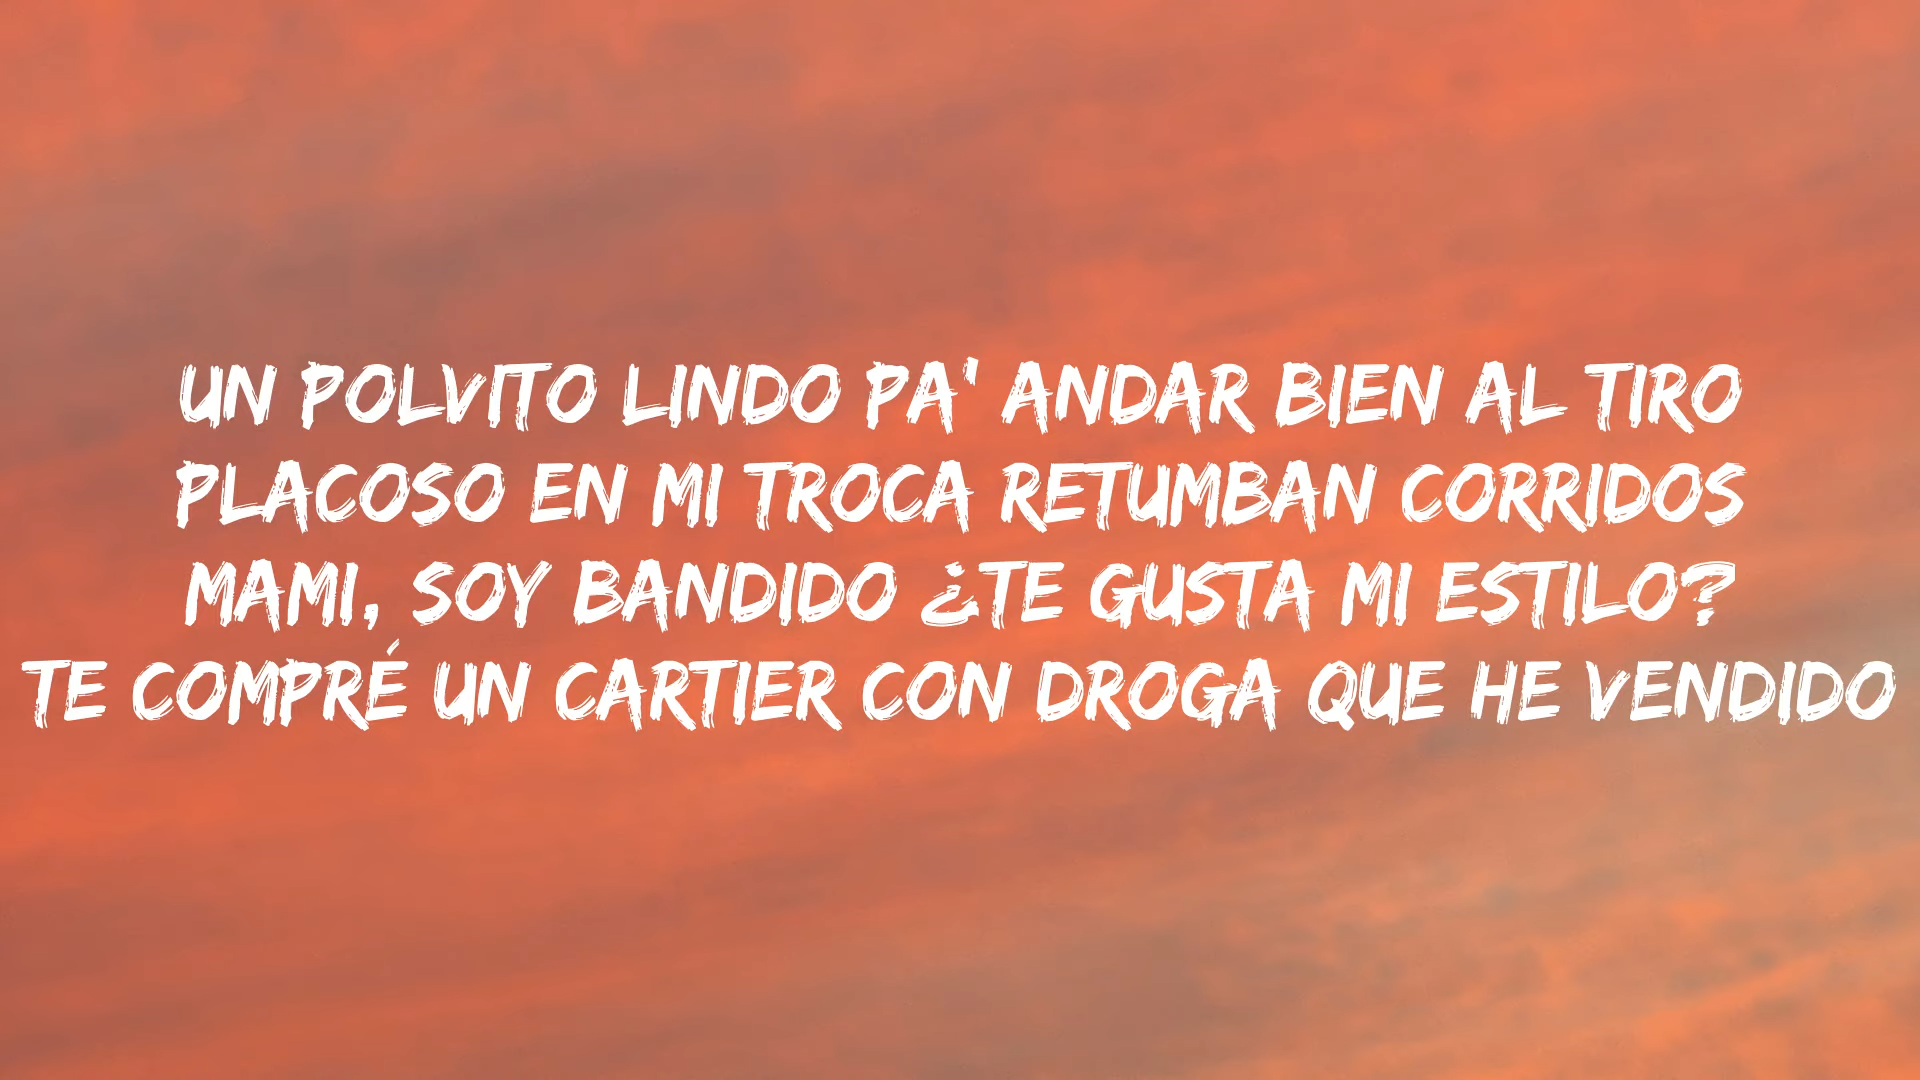 UN POLVITO LINDO PA' ANDAR BIEN AL TIRO
PLACOSO EN MI TROCA RETUMBAN CORRIDOS
MAMI, SOY BANDIDO ¿TE GUSTA MI ESTILO?
TE COMPRÉ UN CARTIER CON DROGA QUE HE VENDIDO